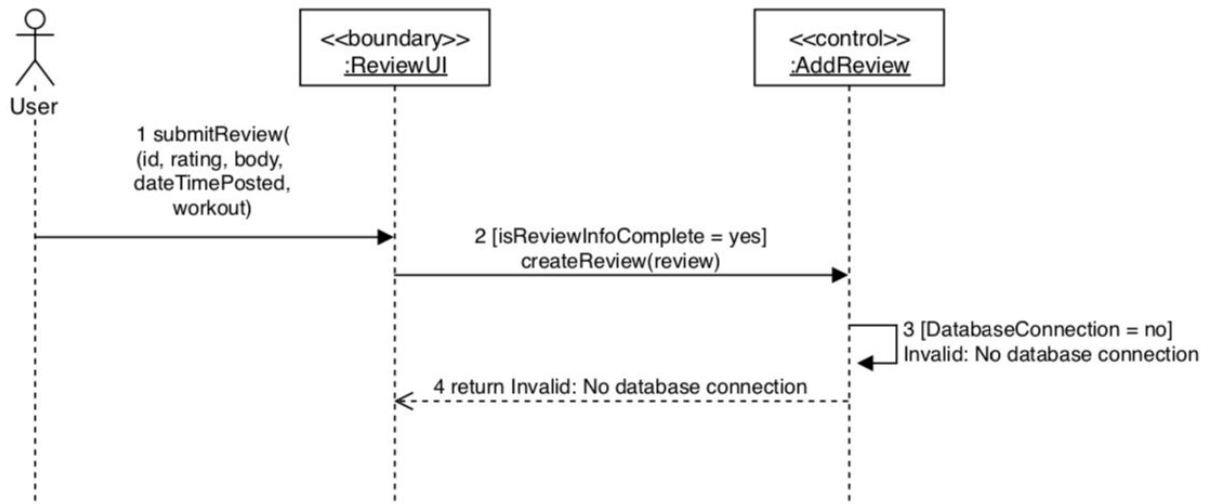 <<boundary>>
:ReviewUI
<<control>>
:AddReview
User
1 submitReview(
(id, rating, body,
dateTimePosted,
workout)
2 [isReviewInfoComplete = yes]
createReview(review)
3 [DatabaseConnection = no]
Invalid: No database connection
4 return Invalid: No database connection